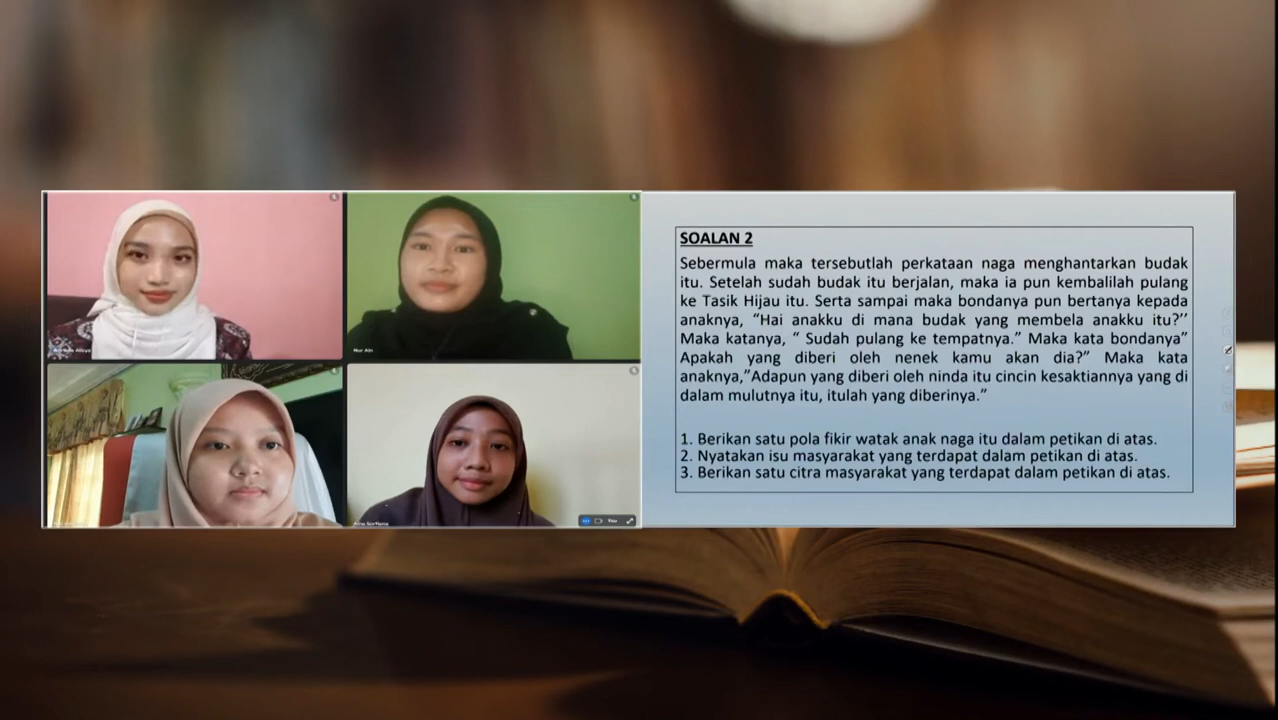 Nur Ain
SOALAN 2
Sebermula maka tersebutlah perkataan naga menghantarkan budak
itu. Setelah sudah budak itu berjalan, maka ia pun kembalilah pulang
ke Tasik Hijau itu. Serta sampai maka bondanya pun bertanya kepada
anaknya, “Hai anakku di mana budak yang membela anakku itu?’’
Maka katanya, “ Sudah pulang ke tempatnya.” Maka kata bondanya”
Apakah yang diberi oleh nenek kamu akan dia?” Maka kata
anaknya,”Adapun yang diberi oleh ninda itu cincin kesaktiannya yang di
dalam mulutnya itu, itulah yang diberinya.”
1. Berikan satu pola fikir watak anak naga itu dalam petikan di atas.
2. Nyatakan isu masyarakat yang terdapat dalam petikan di atas.
3. Berikan satu citra masyarakat yang terdapat dalam petikan di atas.
You